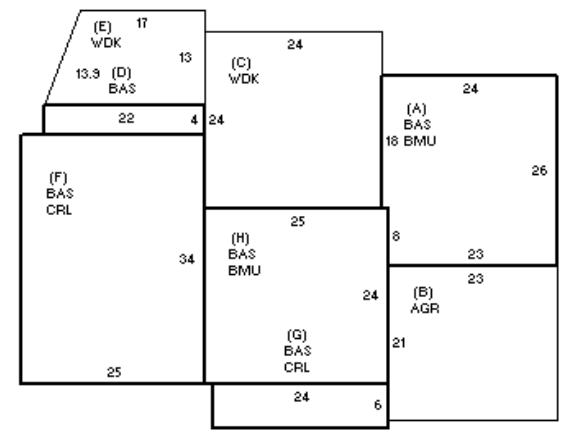 (E) 17
WDK
13
13.9 (D)
BAS
22 4
24
(C)
WDK
24
24
(A)
BAS
18 BMU
26
8
23
(F)
BAS
CRL
34
25
25
(H)
BAS
BMU
24
(G)
BAS
CRL
23
(B)
AGR
21
24
6